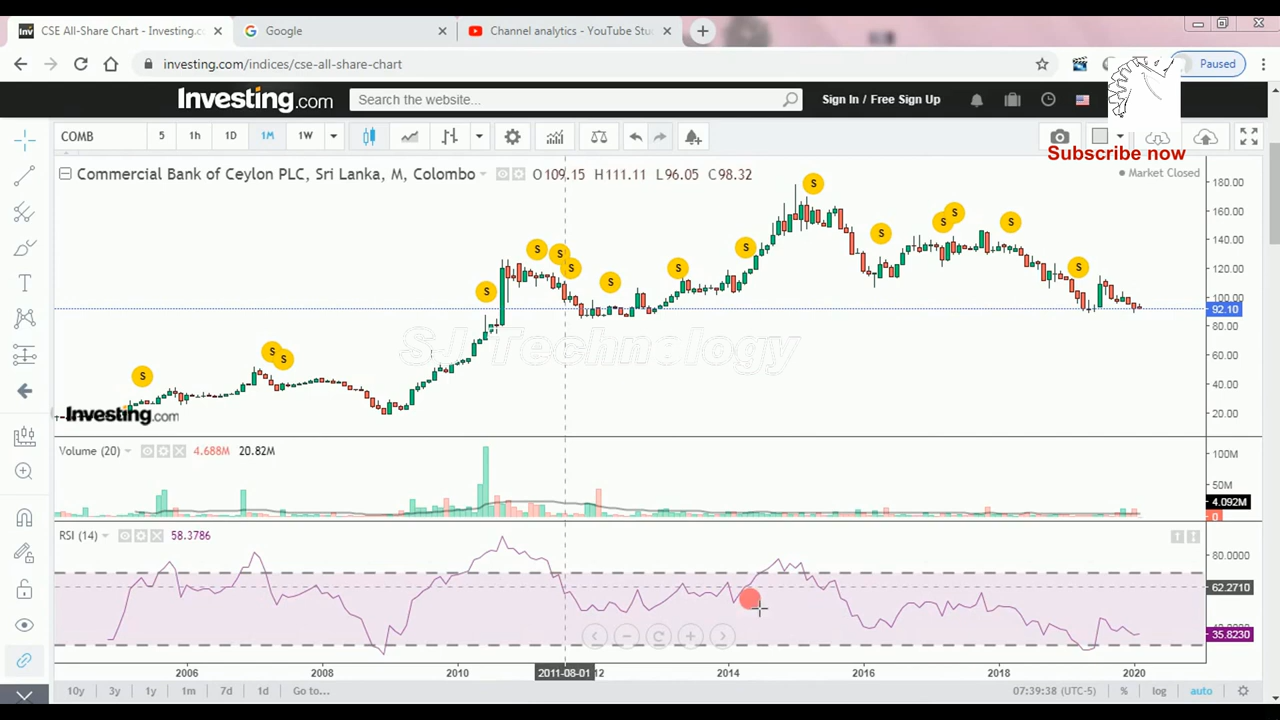 CSE All-Share Chart - Investing.c
Google
Channel analytics - YouTube Stu
investing.com/indices/cse-all-share-chart
Paused
Investing.com
Search the website...
Sign In / Free Sign Up
COMB
5
1h
1D
1M
1W
Subscribe now
Commercial Bank of Ceylon PLC, Sri Lanka, M, Colombo
O109.15 H111.11 L96.05 C98.32
Market Closed
180.00
160.00
140.00
120.00
100.00
92.10
80.00
60.00
40.00
20.00
S S S S S S S S S S S S S S S S
SJ Technology
Investing.com
Volume (20)
4.688M 20.82M
100M
50M
4.092M
0
RSI (14)
58.3786
80.0000
62.2710
35.8230
2006 2008 2010 2011-08-01 12 2014 2016 2018 2020
10y 3y 1y 1m 7d 1d Go to...
07:39:38 (UTC-5) % log auto